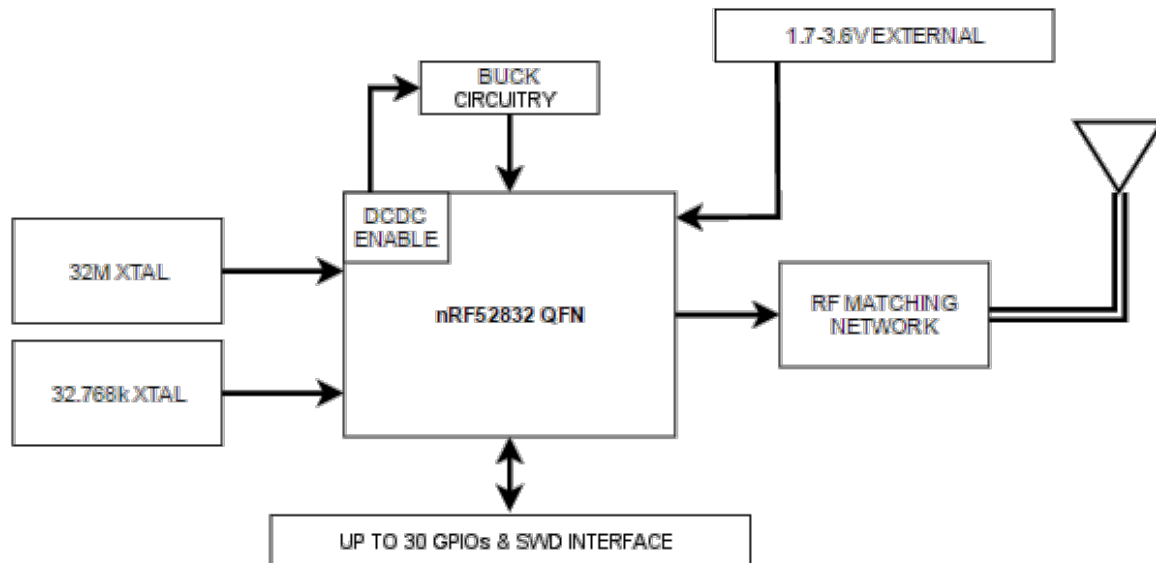 1.7-3.6V EXTERNAL
BUCK
CIRCUITRY
DCDC
ENABLE
32M XTAL
nRF52832 QFN
RF MATCHING
NETWORK
32.768k XTAL
UP TO 30 GPIOs & SWD INTERFACE